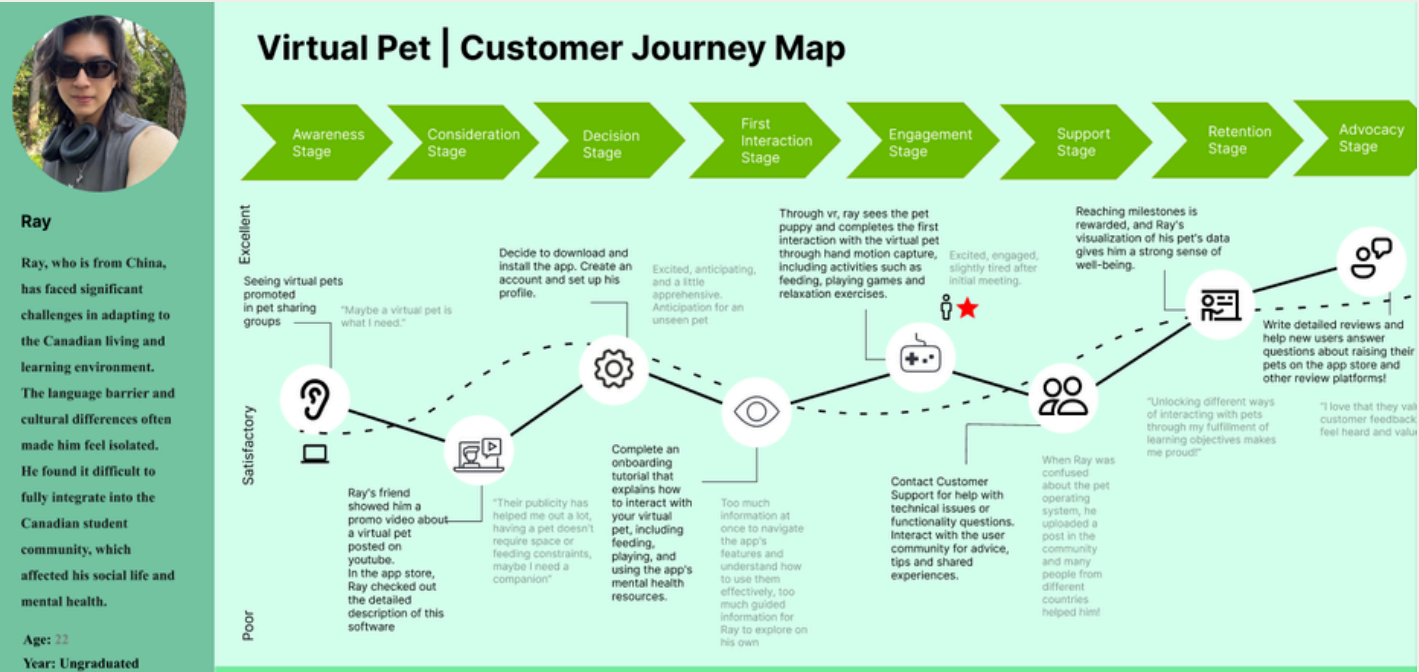 Virtual Pet | Customer Journey Map
Awareness
Stage
Consideration
Stage
Decision
Stage
First
Interaction
Stage
Engagement
Stage
Support
Stage
Retention
Stage
Advocacy
Stage
Ray
Ray, who is from China,
has faced significant
challenges in adapting to
the Canadian living and
learning environment.
The language barrier and
cultural differences often
made him feel isolated.
He found it difficult to
fully integrate into the
Canadian student
community, which
affected his social life and
mental health.
Age: 22
Year: Ungraduated
Excellent
Satisfactory
Poor
Seeing virtual pets
promoted
in pet sharing
groups
"Maybe a virtual pet is
what I need."
Ray's friend
showed him a
promo video about
a virtual pet
posted on
youtube.
In the app store,
Ray checked out
the detailed
description of this
software
"Their publicity has
helped me out a lot,
having a pet doesn't
require space or
feeding constraints,
maybe I need a
companion"
Decide to download and
install the app. Create an
account and set up his
profile.
Excited, anticipating,
and a little
apprehensive.
Anticipation for an
unseen pet
Complete an
onboarding
tutorial that
explains how
to interact with
your virtual
pet, including
feeding,
playing, and
using the app's
mental health
resources.
Too much
information at
once to navigate
the app's
features and
understand how
to use them
effectively, too
much guided
information for
Ray to explore on
his own
Through vr, ray sees the pet
puppy and completes the first
interaction with the virtual pet
through hand motion capture,
including activities such as
feeding, playing games and
relaxation exercises.
Excited, engaged,
slightly tired after
initial meeting.
Contact Customer
Support for help with
technical issues or
functionality questions.
Interact with the user
community for advice,
tips and shared
experiences.
When Ray was
confused
about the pet
operating
system, he
uploaded a
post in the
community
and many
people from
different
countries
helped him!
Reaching milestones is
rewarded, and Ray's
visualization of his pet's data
gives him a strong sense of
well-being.
"Unlocking different ways
of interacting with pets
through my fulfillment of
learning objectives makes
me proud!"
Write detailed reviews and
help new users answer
questions about raising their
pets on the app store and
other review platforms!
"I love that they val
customer feedback
feel heard and value